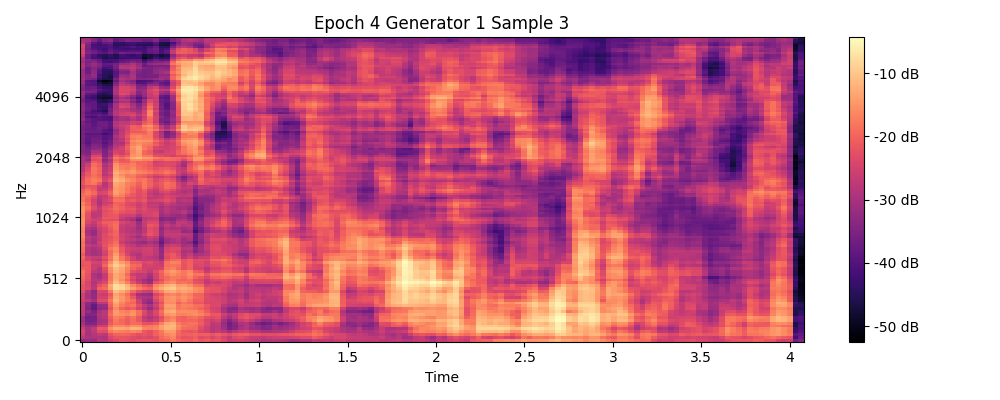 Epoch 4 Generator 1 Sample 3
Hz
4096
2048
1024
512
0
0 0.5 1 1.5 2 2.5 3 3.5 4
Time
-10 dB
-20 dB
-30 dB
-40 dB
-50 dB